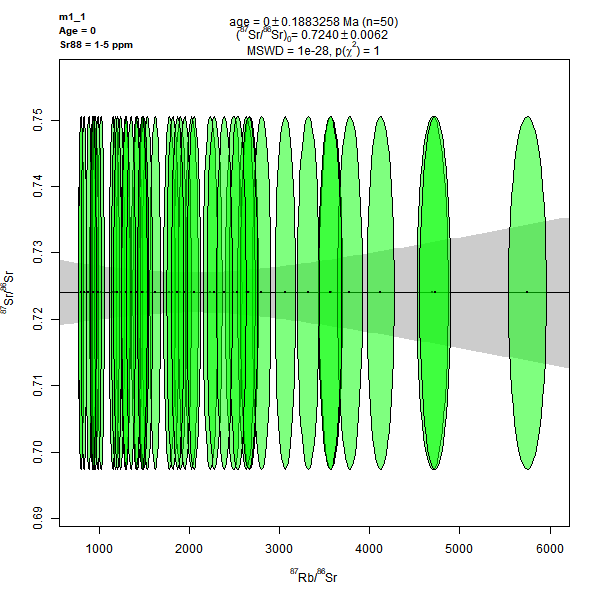 m1_1
Age = 0
Sr88 = 1-5 ppm
age = 0 ± 0.1883258 Ma (n=50)
(⁸⁷Sr/⁸⁶Sr)₀= 0.7240 ± 0.0062
MSWD = 1e-28, p(χ²) = 1
0.75
0.74
0.73
0.72
0.71
0.70
0.69
⁸⁷Sr/⁸⁶Sr
1000 2000 3000 4000 5000 6000
⁸⁷Rb/⁸⁶Sr